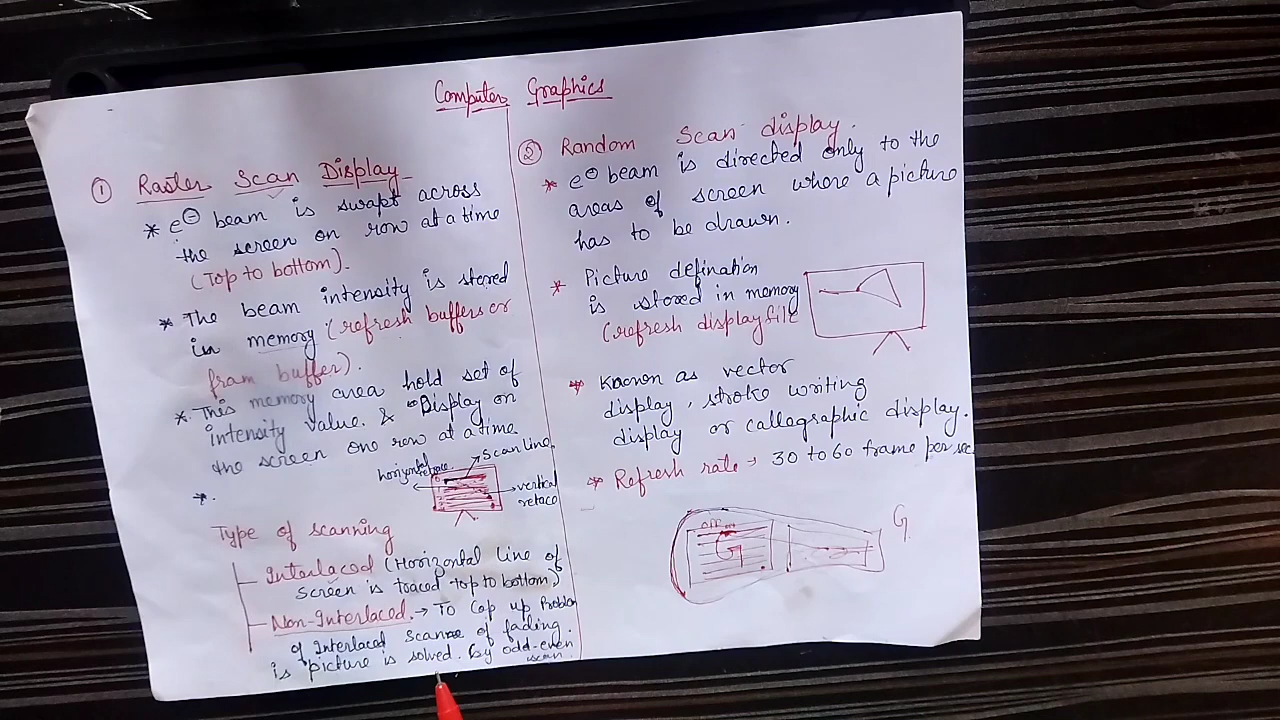 Computer Graphics
① Raster Scan Display
* e⊖ beam is swapt across
the screen on row at a time
(Top to bottom).
* The beam intensity is stored
in memory (refresh buffers or
fram buffer).
* This memory area hold set of
intensity value. & Display on
the screen one row at a time
horizontal retrace.
Scan line.
vertical
retace
*.
Type of scanning
Interlaced (Horizontal line of
screen is traced top to bottom)
Non-Interlaced. → To Cop up Problem
of Interlaced scanne of fading.
is picture is solved. by odd-even
scan.
② Random Scan display.
* e⊖ beam is directed only to the
areas of screen where a picture
has to be drawn.
* Picture defination
is stored in memory
(refresh display file
* Known as vector
display, stroke writing
display or callegraphic display.
* Refresh rate → 30 to 60 frame per sec
G
G